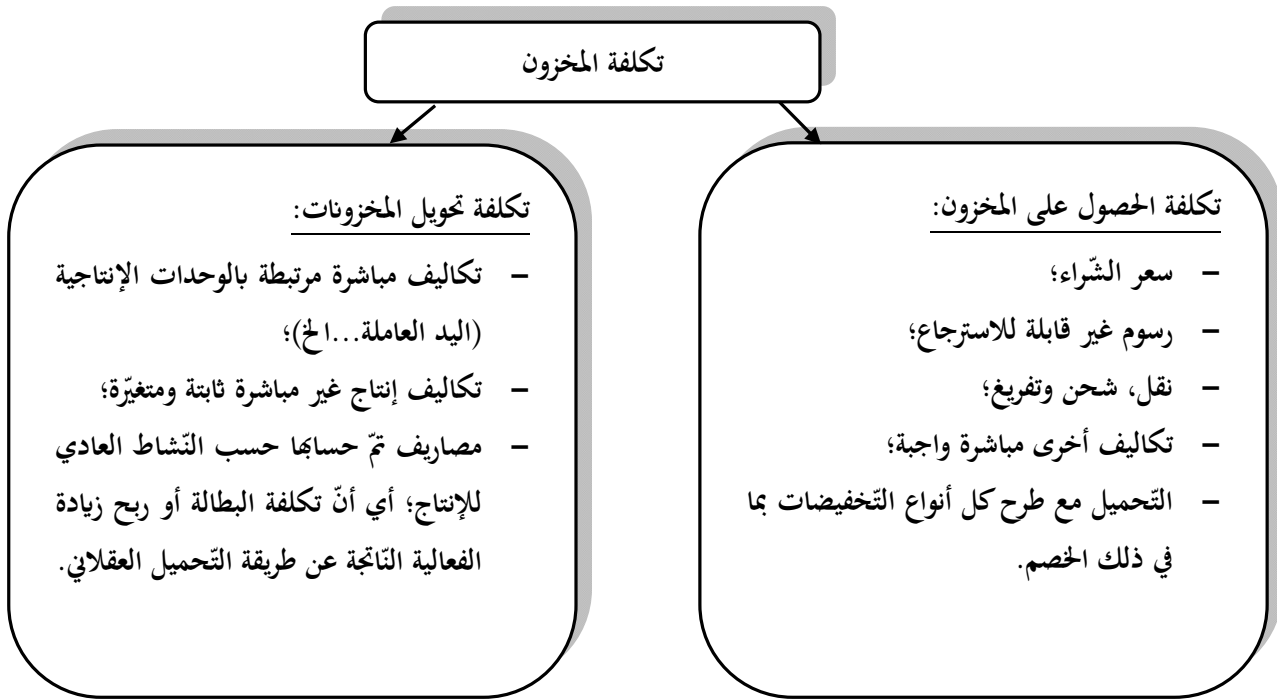 تكلفة المخزون
تكلفة الحصول على المخزون:
– سعر الشّراء؛
– رسوم غير قابلة للاسترجاع؛
– نقل، شحن وتفريغ؛
– تكاليف أخرى مباشرة واجبة؛
– التّحميل مع طرح كل أنواع التّخفيضات بما
في ذلك الخصم.
تكلفة تحويل المخزونات:
– تكاليف مباشرة مرتبطة بالوحدات الإنتاجية
(اليد العاملة...الخ)؛
– تكاليف إنتاج غير مباشرة ثابتة ومتغيّرة؛
– مصاريف تمّ حسابها حسب النّشاط العادي
للإنتاج؛ أي أنّ تكلفة البطالة أو ربح زيادة
الفعالية النّاتجة عن طريقة التّحميل العقلاني.